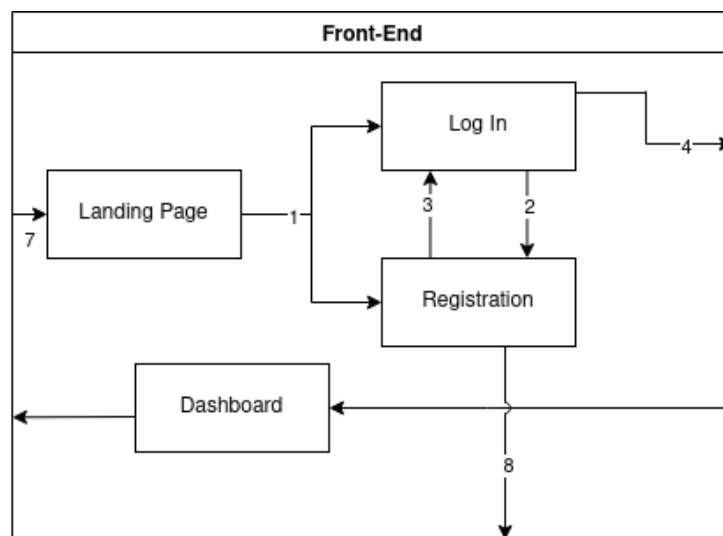 Front-End
Log In
4
Landing Page
1
3
2
7
Registration
Dashboard
8